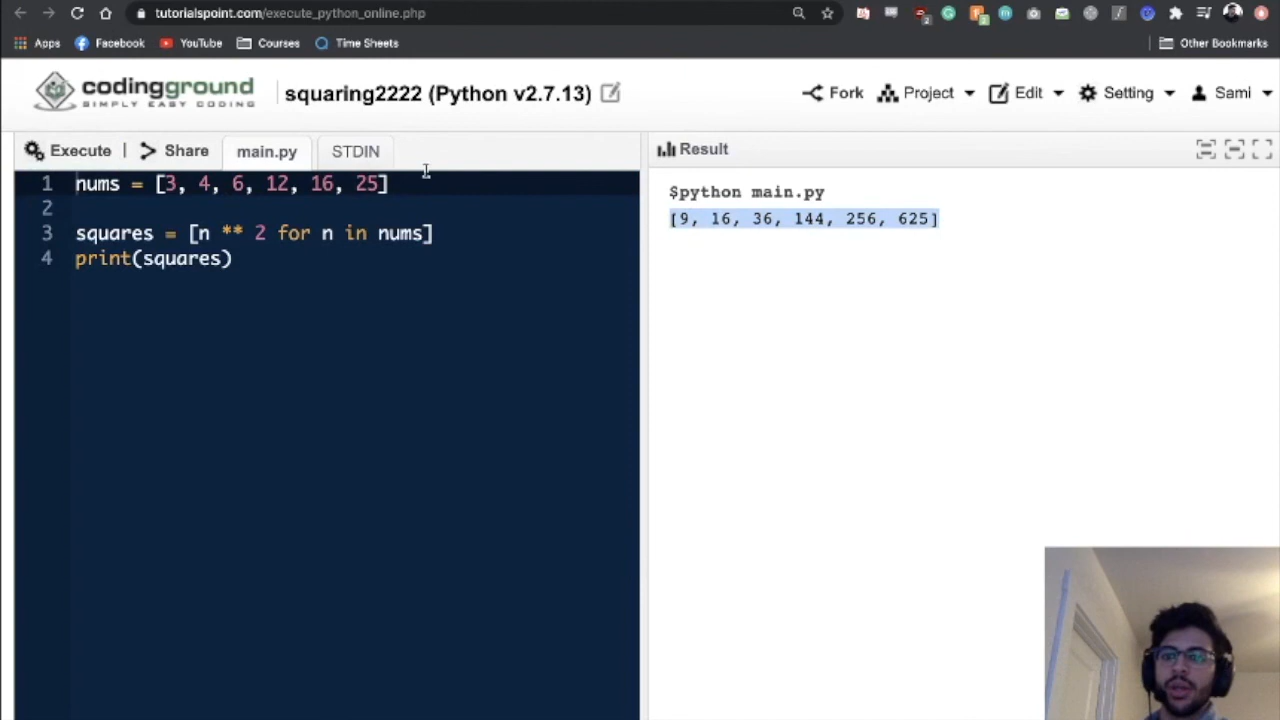 tutorialspoint.com/execute_python_online.php
Apps Facebook YouTube Courses Time Sheets Other Bookmarks
codingground
SIMPLY EASY CODING
squaring2222 (Python v2.7.13)
Fork Project Edit Setting Sami
Execute | Share main.py STDIN
1 nums = [3, 4, 6, 12, 16, 25]
2
3 squares = [n ** 2 for n in nums]
4 print(squares)
Result
$python main.py
[9, 16, 36, 144, 256, 625]